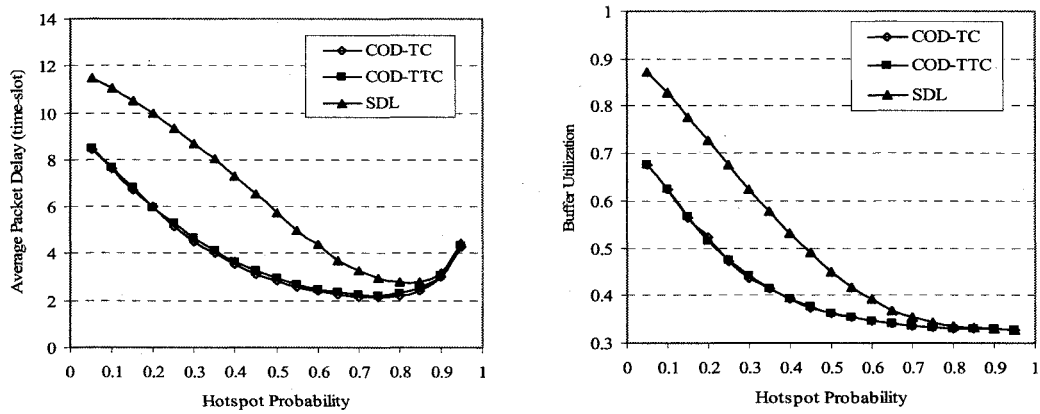 14
12
10
8
6
4
2
0
Average Packet Delay (time-slot)
COD-TC
COD-TTC
SDL
0 0.1 0.2 0.3 0.4 0.5 0.6 0.7 0.8 0.9 1
Hotspot Probability
1
0.9
0.8
0.7
0.6
0.5
0.4
0.3
Buffer Utilization
COD-TC
COD-TTC
SDL
0 0.1 0.2 0.3 0.4 0.5 0.6 0.7 0.8 0.9 1
Hotspot Probability